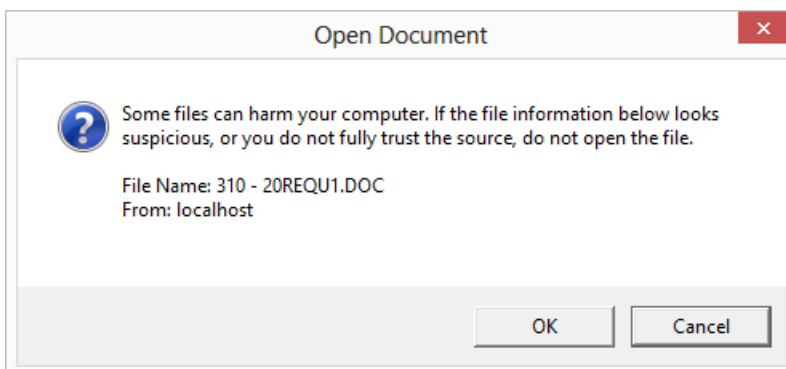 Open Document
Some files can harm your computer. If the file information below looks
suspicious, or you do not fully trust the source, do not open the file.
File Name: 310 - 20REQU1.DOC
From: localhost
OK Cancel